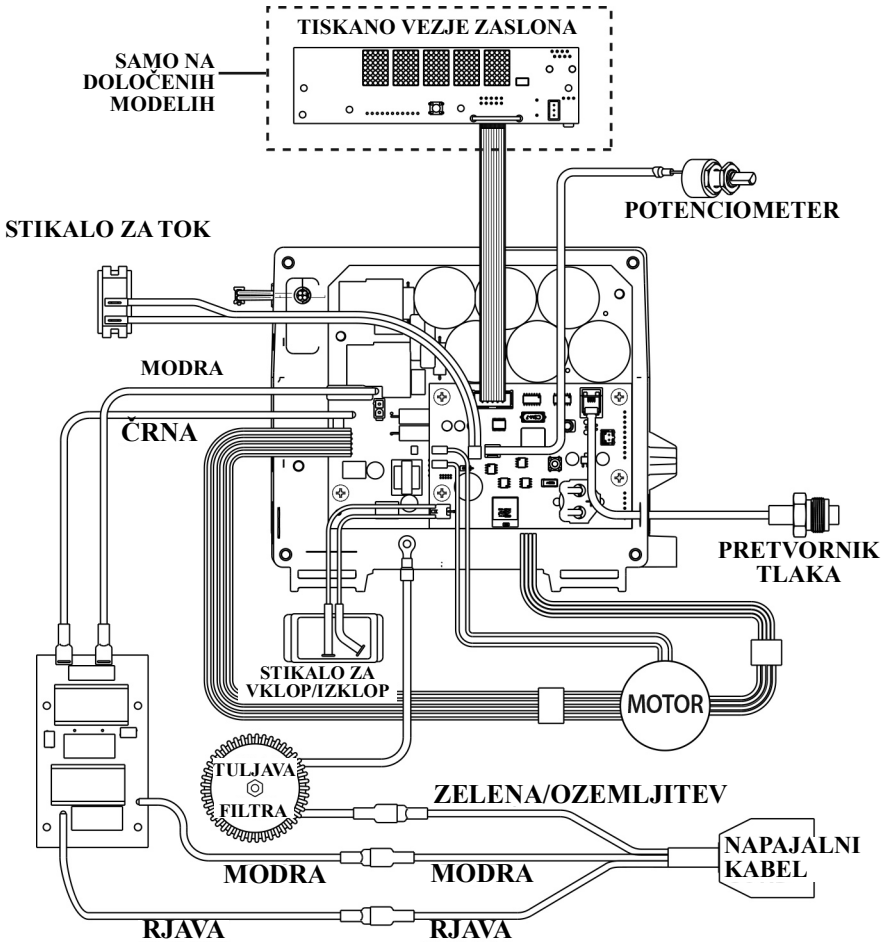 TISKANO VEZJE ZASLONA
SAMO NA
DOLOČENIH
MODELIH
POTENCIOMETER
STIKALO ZA TOK
MODRA
ČRNA
PRETVORNIK
TLAKA
STIKALO ZA
VKLOP/IZKLOP
MOTOR
TULJAVA
FILTRA
ZELENA/OZEMLJITEV
NAPAJALNI
KABEL
MODRA
MODRA
RJAVA
RJAVA